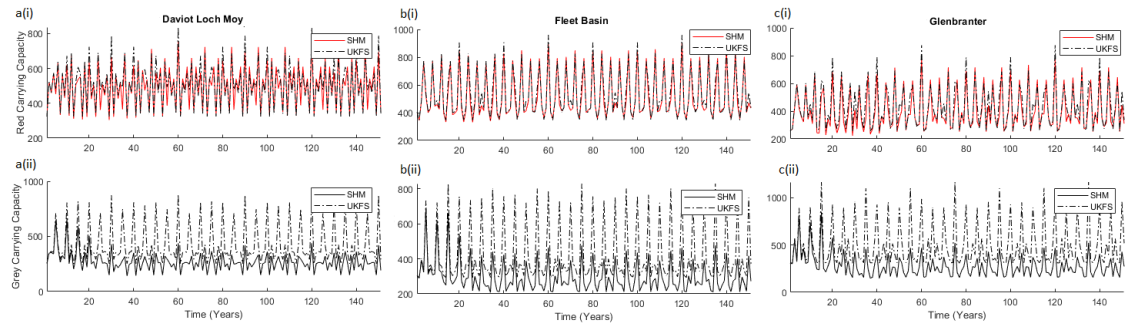 a(i) Daviot Loch Moy
b(i) Fleet Basin
c(i) Glenbranter
Red Carrying Capacity
800
600
400
200
SHM
UKFS
20 40 60 80 100 120 140
1000
800
600
400
200
SHM
UKFS
20 40 60 80 100 120 140
1000
800
600
400
200
SHM
UKFS
20 40 60 80 100 120 140
a(ii)
b(ii)
c(ii)
Grey Carrying Capacity
1000
500
0
SHM
UKFS
20 40 60 80 100 120 140
Time (Years)
800
600
400
200
SHM
UKFS
20 40 60 80 100 120 140
Time (Years)
1000
500
0
SHM
UKFS
20 40 60 80 100 120 140
Time (Years)